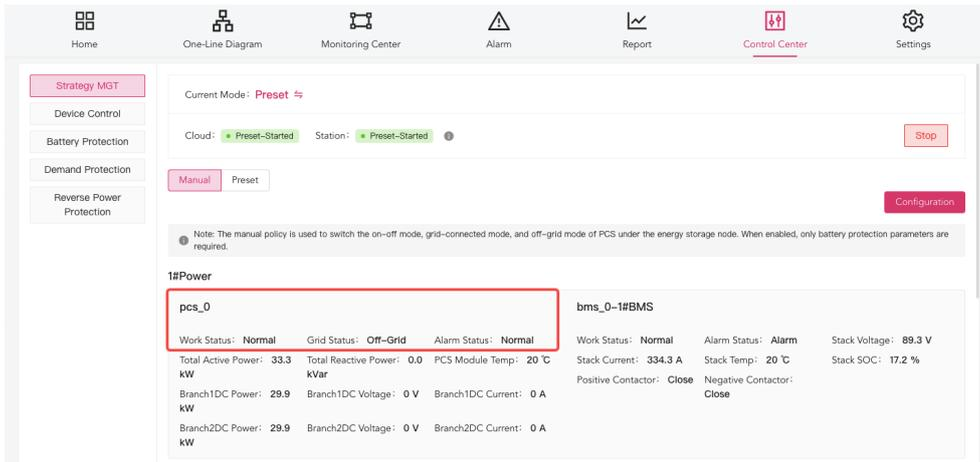 Home One-Line Diagram Monitoring Center Alarm Report Control Center Settings
Strategy MGT
Device Control
Battery Protection
Demand Protection
Reverse Power
Protection
Current Mode: Preset
Cloud: Preset-Started Station: Preset-Started
Stop
Manual Preset
Configuration
Note: The manual policy is used to switch the on-off mode, grid-connected mode, and off-grid mode of PCS under the energy storage node. When enabled, only battery protection parameters are
required.
1#Power
pcs_0
Work Status: Normal Grid Status: Off-Grid Alarm Status: Normal
Total Active Power: 33.3 Total Reactive Power: 0.0 PCS Module Temp: 20 ℃
kW kVar
Branch1DC Power: 29.9 Branch1DC Voltage: 0 V Branch1DC Current: 0 A
kW
Branch2DC Power: 29.9 Branch2DC Voltage: 0 V Branch2DC Current: 0 A
kW
bms_0-1#BMS
Work Status: Normal Alarm Status: Alarm Stack Voltage: 89.3 V
Stack Current: 334.3 A Stack Temp: 20 ℃ Stack SOC: 17.2 %
Positive Contactor: Close Negative Contactor:
Close